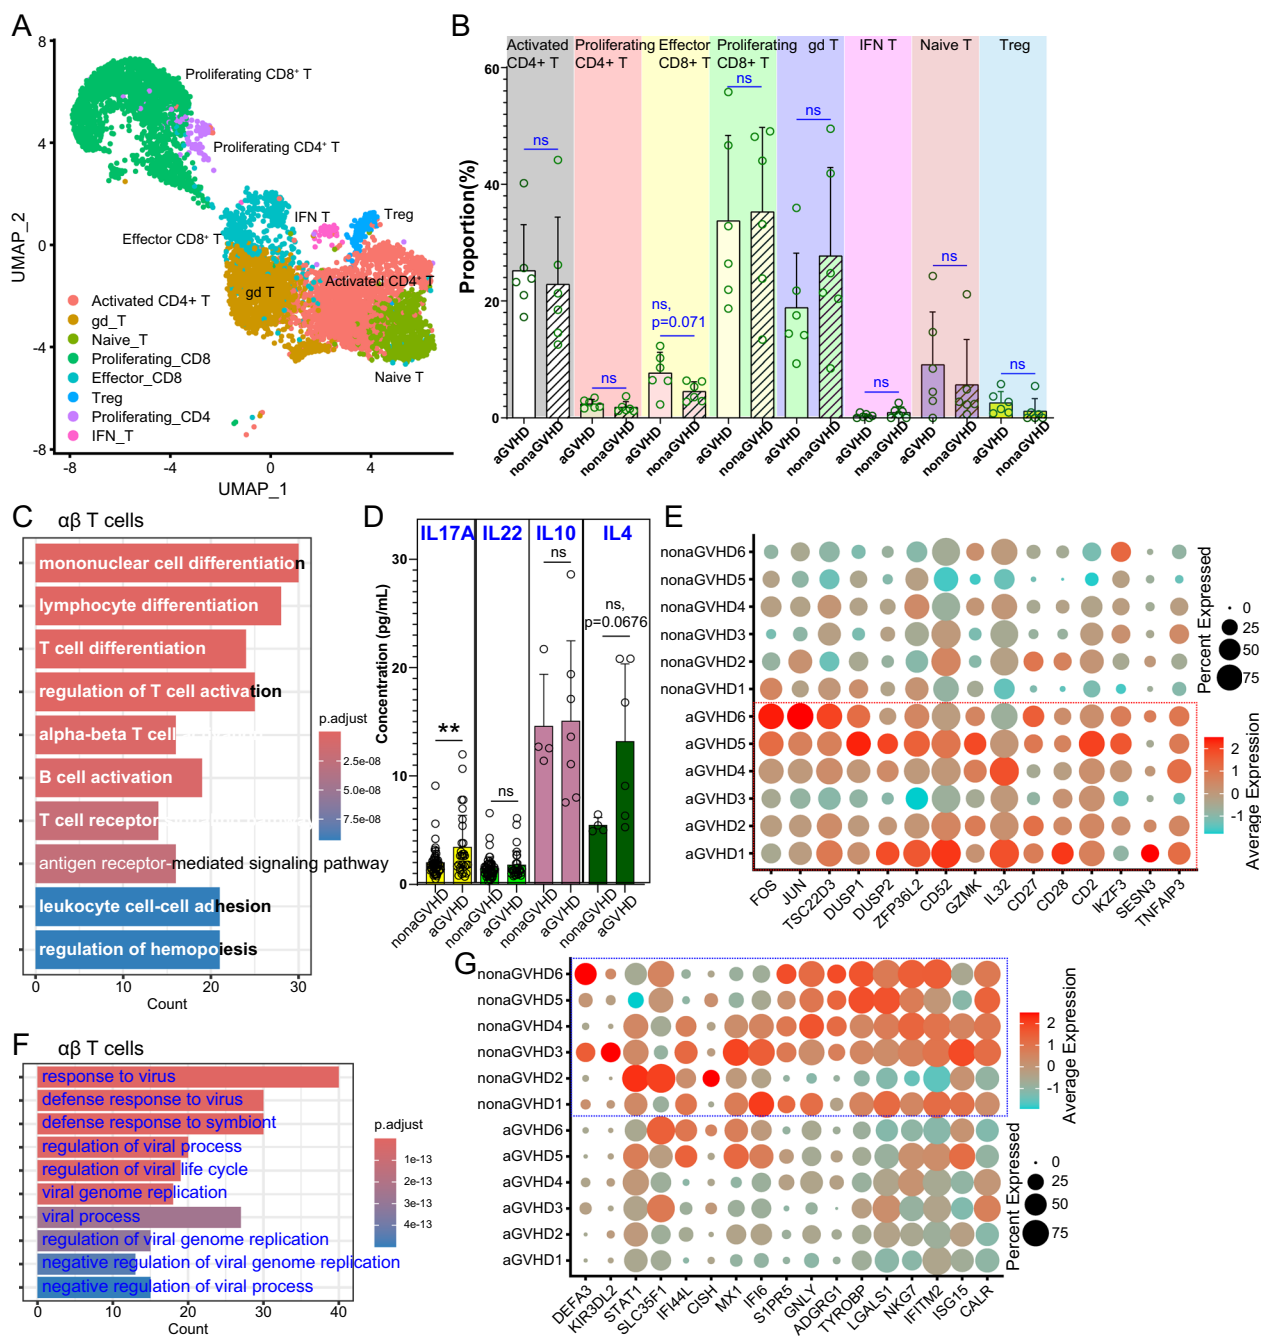 A
8
4
0
-4
-8
UMAP_2
-8
-4
0
4
UMAP_1
Proliferating CD8⁺ T
Proliferating CD4⁺ T
IFN T
Treg
Effector CD8⁺ T
Activated CD4⁺ T
gd T
Naive T
Activated CD4+ T
gd_T
Naive_T
Proliferating_CD8
Effector_CD8
Treg
Proliferating_CD4
IFN_T
B
Activated CD4+ T
Proliferating CD4+ T
Effector CD8+ T
Proliferating CD8+ T
gd T
IFN T
Naive T
Treg
Proportion(%)
60
40
20
0
ns
ns
ns,
p=0.071
ns
ns
ns
ns
ns
aGVHD
nonaGVHD
aGVHD
nonaGVHD
aGVHD
nonaGVHD
aGVHD
nonaGVHD
aGVHD
nonaGVHD
aGVHD
nonaGVHD
aGVHD
nonaGVHD
aGVHD
nonaGVHD
C
αβ T cells
mononuclear cell differentiation
lymphocyte differentiation
T cell differentiation
regulation of T cell activation
alpha-beta T cell
B cell activation
T cell receptor
antigen receptor-mediated signaling pathway
leukocyte cell-cell adhesion
regulation of hemopoiesis
0
10
20
30
Count
p.adjust
2.5e-08
5.0e-08
7.5e-08
D
IL17A
IL22
IL10
IL4
Concentration (pg/mL)
30
20
10
0
**
ns
ns
ns,
p=0.0676
nonaGVHD
aGVHD
nonaGVHD
aGVHD
nonaGVHD
aGVHD
nonaGVHD
aGVHD
E
nonaGVHD6
nonaGVHD5
nonaGVHD4
nonaGVHD3
nonaGVHD2
nonaGVHD1
aGVHD6
aGVHD5
aGVHD4
aGVHD3
aGVHD2
aGVHD1
FOS
JUN
TSC22D3
DUSP1
DUSP2
ZFP36L2
CD52
GZMK
IL32
CD27
CD28
CD2
IKZF3
SESN3
TNFAIP3
Percent Expressed
0
25
50
75
Average Expression
2
1
0
-1
F
αβ T cells
response to virus
defense response to virus
defense response to symbiont
regulation of viral process
regulation of viral life cycle
viral genome replication
viral process
regulation of viral genome replication
negative regulation of viral genome replication
negative regulation of viral process
0
10
20
30
40
Count
p.adjust
1e-13
2e-13
3e-13
4e-13
G
nonaGVHD6
nonaGVHD5
nonaGVHD4
nonaGVHD3
nonaGVHD2
nonaGVHD1
aGVHD6
aGVHD5
aGVHD4
aGVHD3
aGVHD2
aGVHD1
DEFA3
KIR3DL2
STAT1
SLC35F1
IFI44L
CISH
MX1
IFI6
S1PR5
GNLY
ADGRG1
TYROBP
LGALS1
NKG7
IFITM2
ISG15
CALR
Average Expression
2
1
0
-1
Percent Expressed
0
25
50
75